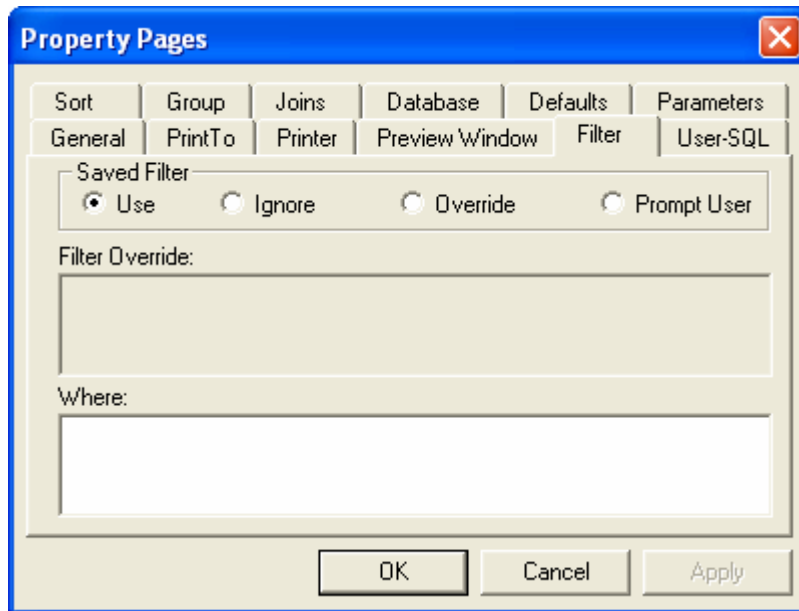 Property Pages
Sort Group Joins Database Defaults Parameters
General PrintTo Printer Preview Window Filter User-SQL
Saved Filter
Use Ignore Override Prompt User
Filter Override:
Where:
OK Cancel Apply